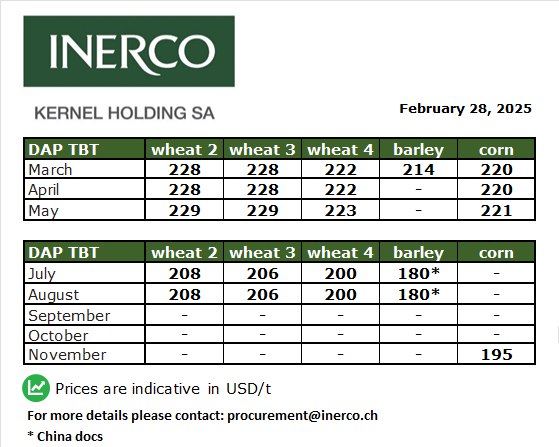 INERCO
KERNEL HOLDING SA
February 28, 2025
DAP TBT wheat 2 wheat 3 wheat 4 barley corn
March 228 228 222 214 220
April 228 228 222 - 220
May 229 229 223 - 221
DAP TBT wheat 2 wheat 3 wheat 4 barley corn
July 208 206 200 180* -
August 208 206 200 180* -
September - - - - -
October - - - - -
November - - - - 195
Prices are indicative in USD/t
For more details please contact: procurement@inerco.ch
* China docs